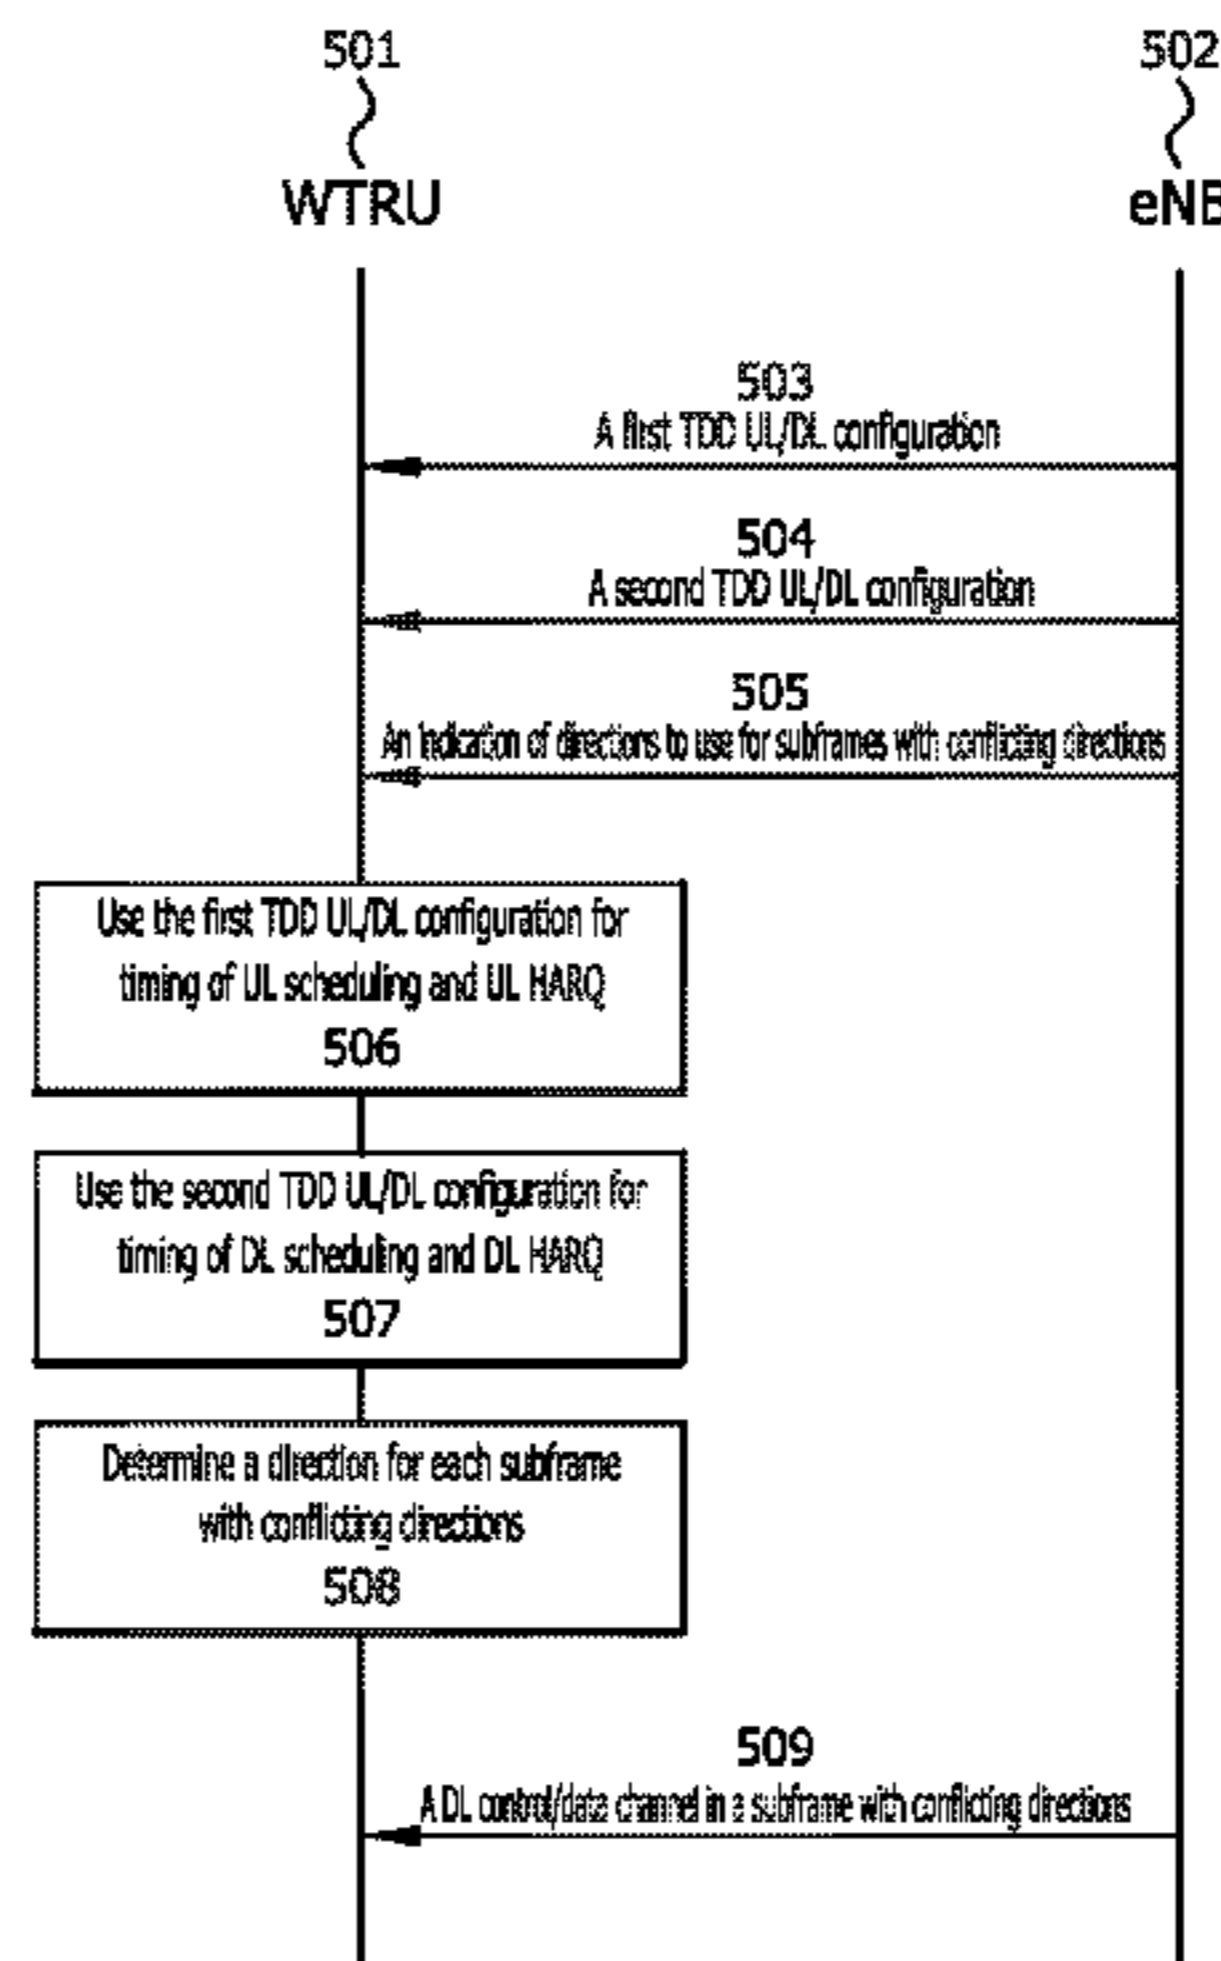 501
502
WTRU
eNB
503
A first TDD UL/DL configuration
504
A second TDD UL/DL configuration
505
An indication of directions to use for subframes with conflicting directions
Use the first TDD UL/DL configuration for
timing of UL scheduling and UL HARQ
506
Use the second TDD UL/DL configuration for
timing of DL scheduling and DL HARQ
507
Determine a direction for each subframe
with conflicting directions
508
509
A DL control/data channel in a subframe with conflicting directions